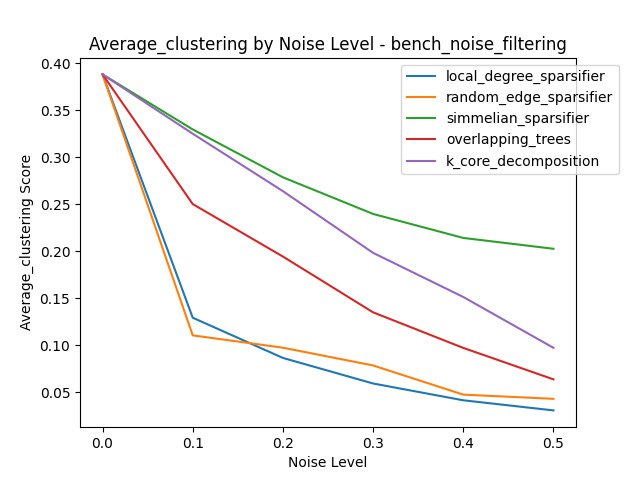 Average_clustering by Noise Level - bench_noise_filtering
Average_clustering Score
0.40
0.35
0.30
0.25
0.20
0.15
0.10
0.05
local_degree_sparsifier
random_edge_sparsifier
simmelian_sparsifier
overlapping_trees
k_core_decomposition
0.0 0.1 0.2 0.3 0.4 0.5
Noise Level